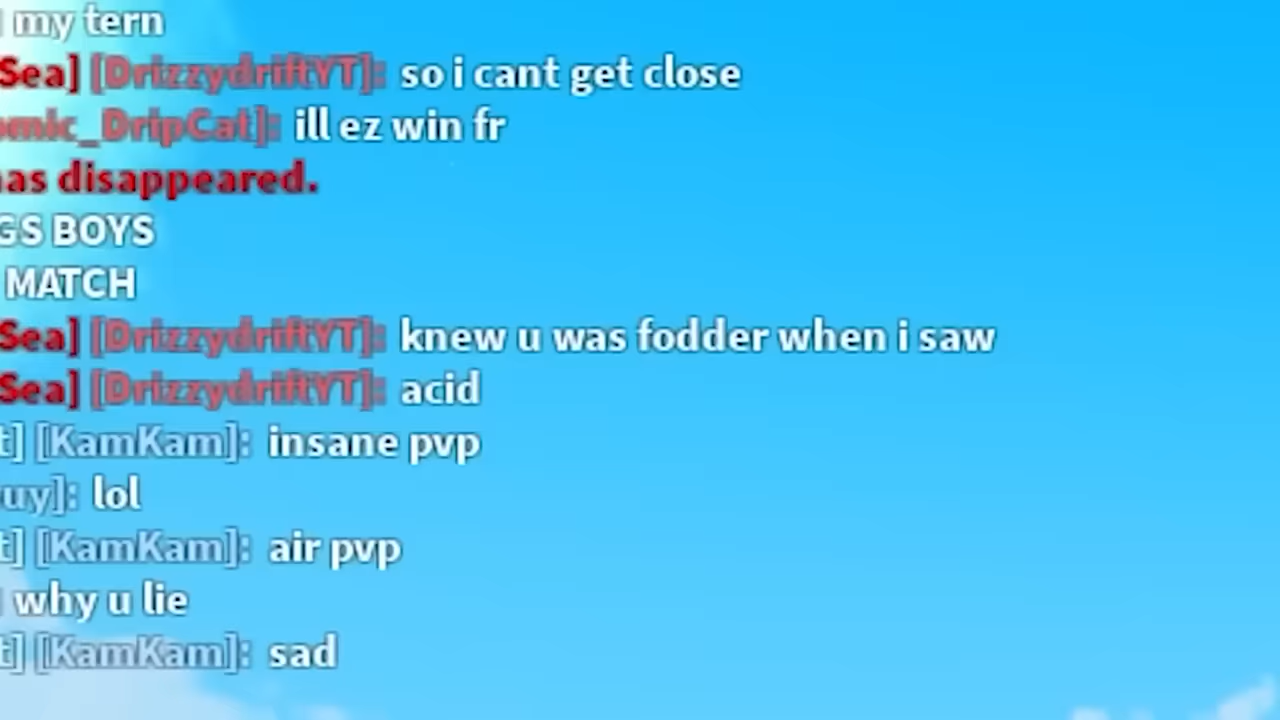 my tern
Sea] [DrizzydriftYT]: so i cant get close
omic_DripCat]: ill ez win fr
has disappeared.
GS BOYS
MATCH
Sea] [DrizzydriftYT]: knew u was fodder when i saw
Sea] [DrizzydriftYT]: acid
t] [KamKam]: insane pvp
uy]: lol
t] [KamKam]: air pvp
why u lie
t] [KamKam]: sad